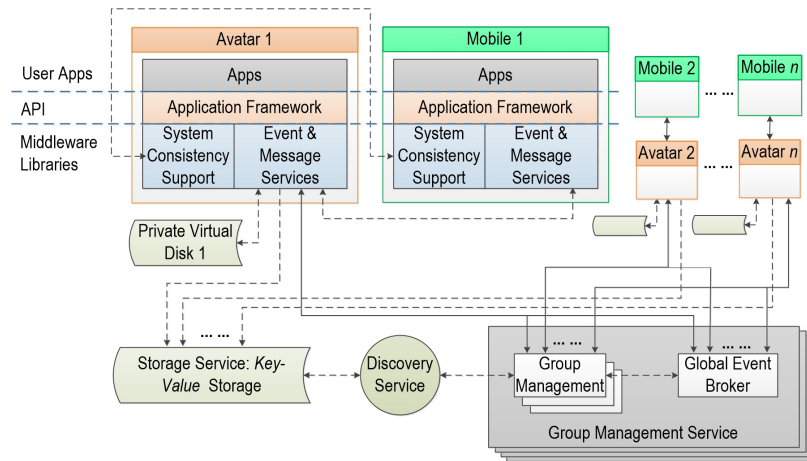 Avatar 1
Mobile 1
Mobile 2
... ...
Mobile n
User Apps
Apps
Apps
API
Application Framework
Application Framework
Middleware
Libraries
System
Consistency
Support
Event &
Message
Services
System
Consistency
Support
Event &
Message
Services
Avatar 2
... ...
Avatar n
Private Virtual
Disk 1
... ...
Storage Service: Key-
Value Storage
Discovery
Service
... ...
Group
Management
... ...
Global Event
Broker
Group Management Service